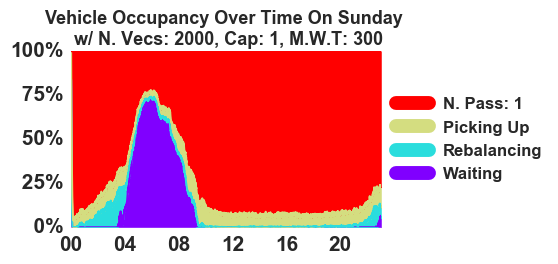 Vehicle Occupancy Over Time On Sunday
w/ N. Vecs: 2000, Cap: 1, M.W.T: 300
100%
75%
50%
25%
0%
00 04 08 12 16 20
N. Pass: 1
Picking Up
Rebalancing
Waiting